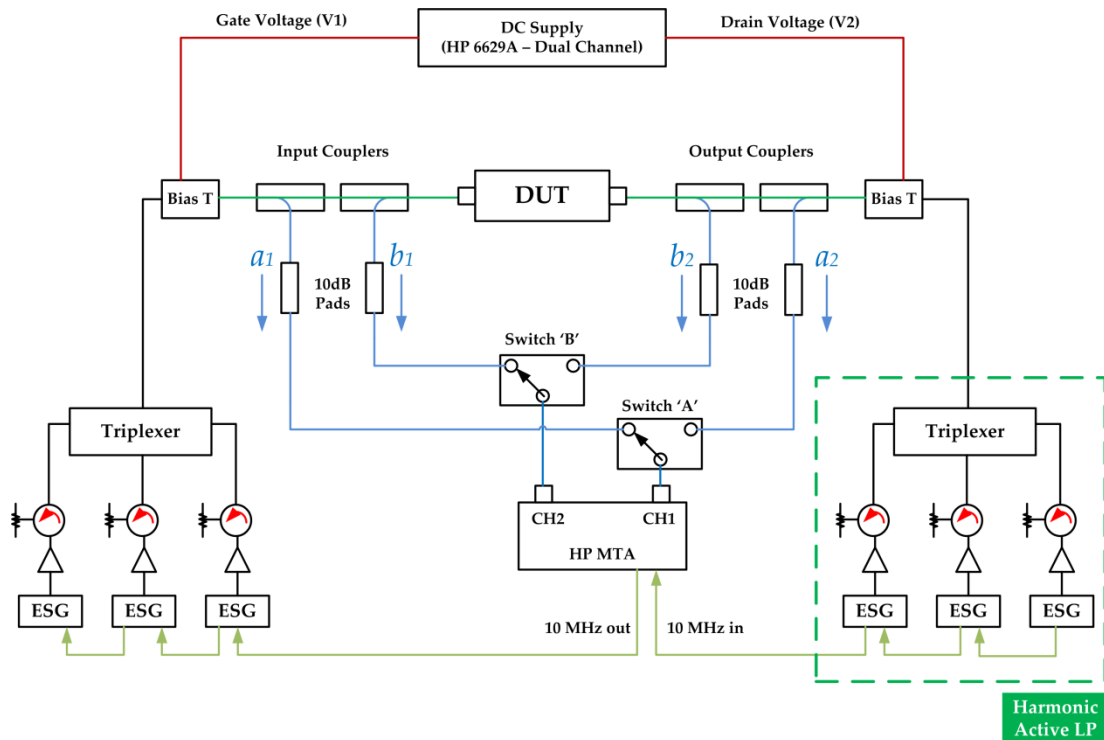 Gate Voltage (V1)
DC Supply
(HP 6629A – Dual Channel)
Drain Voltage (V2)
Input Couplers
Output Couplers
Bias T
DUT
Bias T
a1
b1
b2
a2
10dB
Pads
10dB
Pads
Switch ‘B’
Switch ‘A’
Triplexer
Triplexer
CH2
CH1
HP MTA
ESG
ESG
ESG
ESG
ESG
ESG
10 MHz out
10 MHz in
Harmonic
Active LP